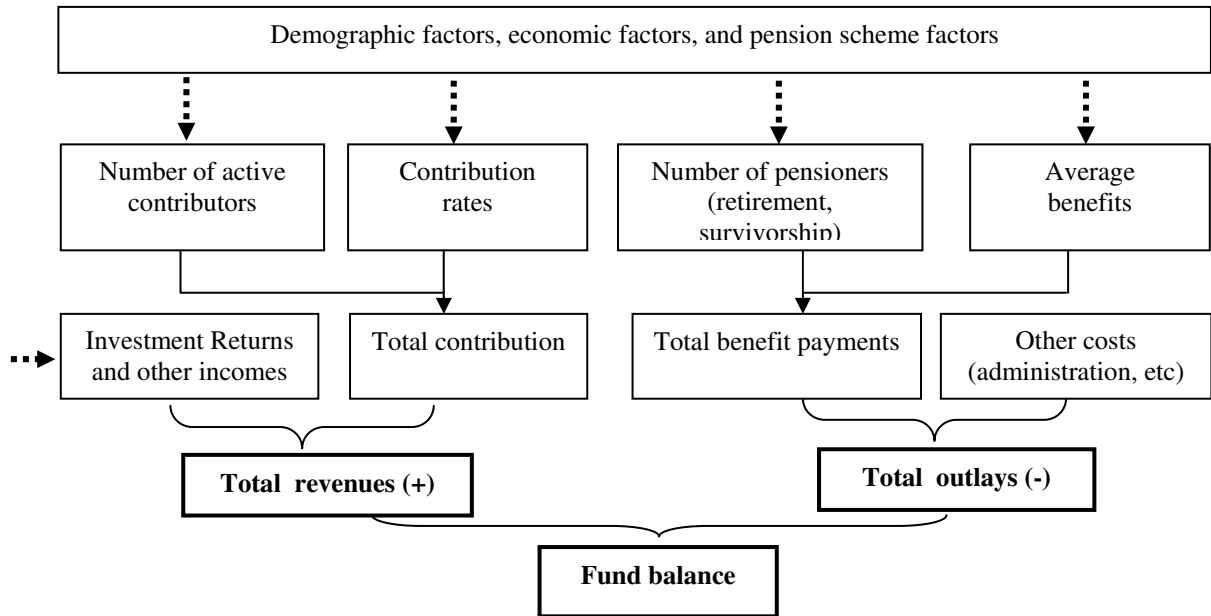 Demographic factors, economic factors, and pension scheme factors
Number of active
contributors
Contribution
rates
Number of pensioners
(retirement,
survivorship)
Average
benefits
Investment Returns
and other incomes
Total contribution
Total benefit payments
Other costs
(administration, etc)
Total revenues (+)
Total outlays (-)
Fund balance